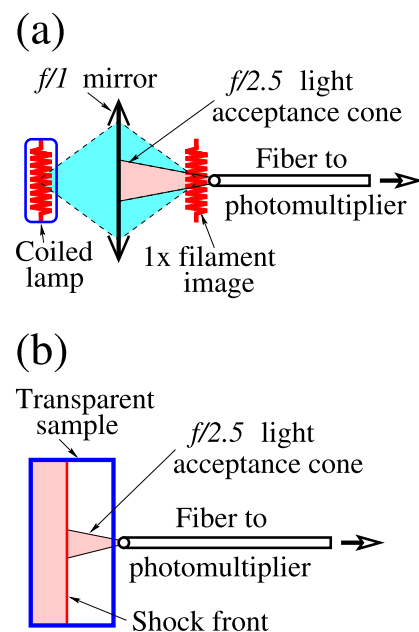 (a)
f/1 mirror
f/2.5 light
acceptance cone
Fiber to
photomultiplier
Coiled
lamp
1x filament
image
(b)
Transparent
sample
f/2.5 light
acceptance cone
Fiber to
photomultiplier
Shock front